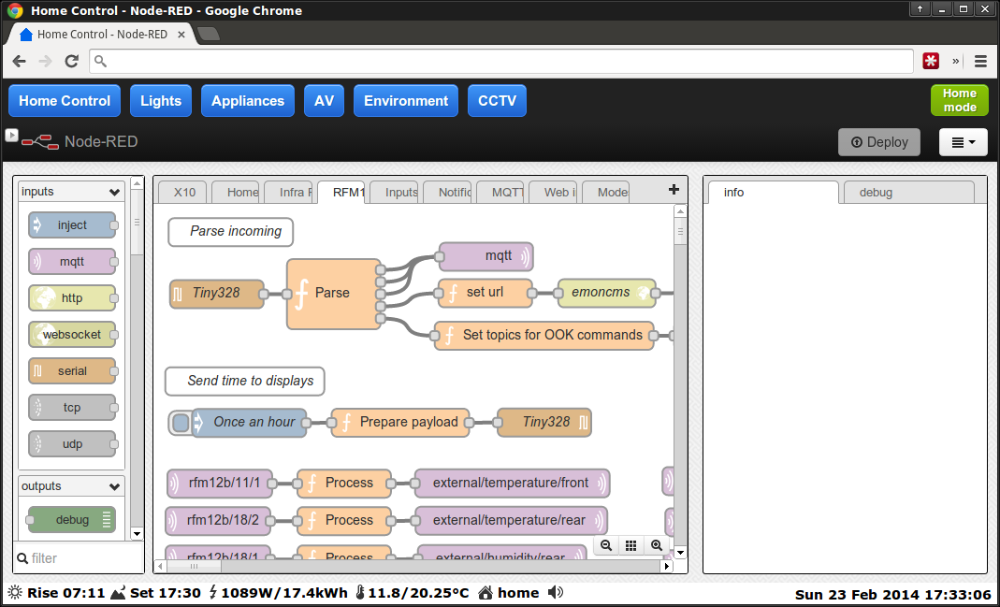 Home Control - Node-RED - Google Chrome
Home Control - Node-RED
Home Control Lights Appliances AV Environment CCTV
Home mode
Node-RED
Deploy
inputs
inject
mqtt
http
websocket
serial
tcp
udp
outputs
debug
filter
X10 Home Infra RFM1 Inputs Notific MQTT Web i Mode
Parse incoming
Tiny328 Parse mqtt
set url emoncms
Set topics for OOK commands
Send time to displays
Once an hour Prepare payload Tiny328
rfm12b/11/1 Process external/temperature/front
rfm12b/18/2 Process external/temperature/rear
rfm12b/18/1 Process external/humidity/rear
info debug
Rise 07:11 Set 17:30 1089W/17.4kWh 11.8/20.25°C home
Sun 23 Feb 2014 17:33:06